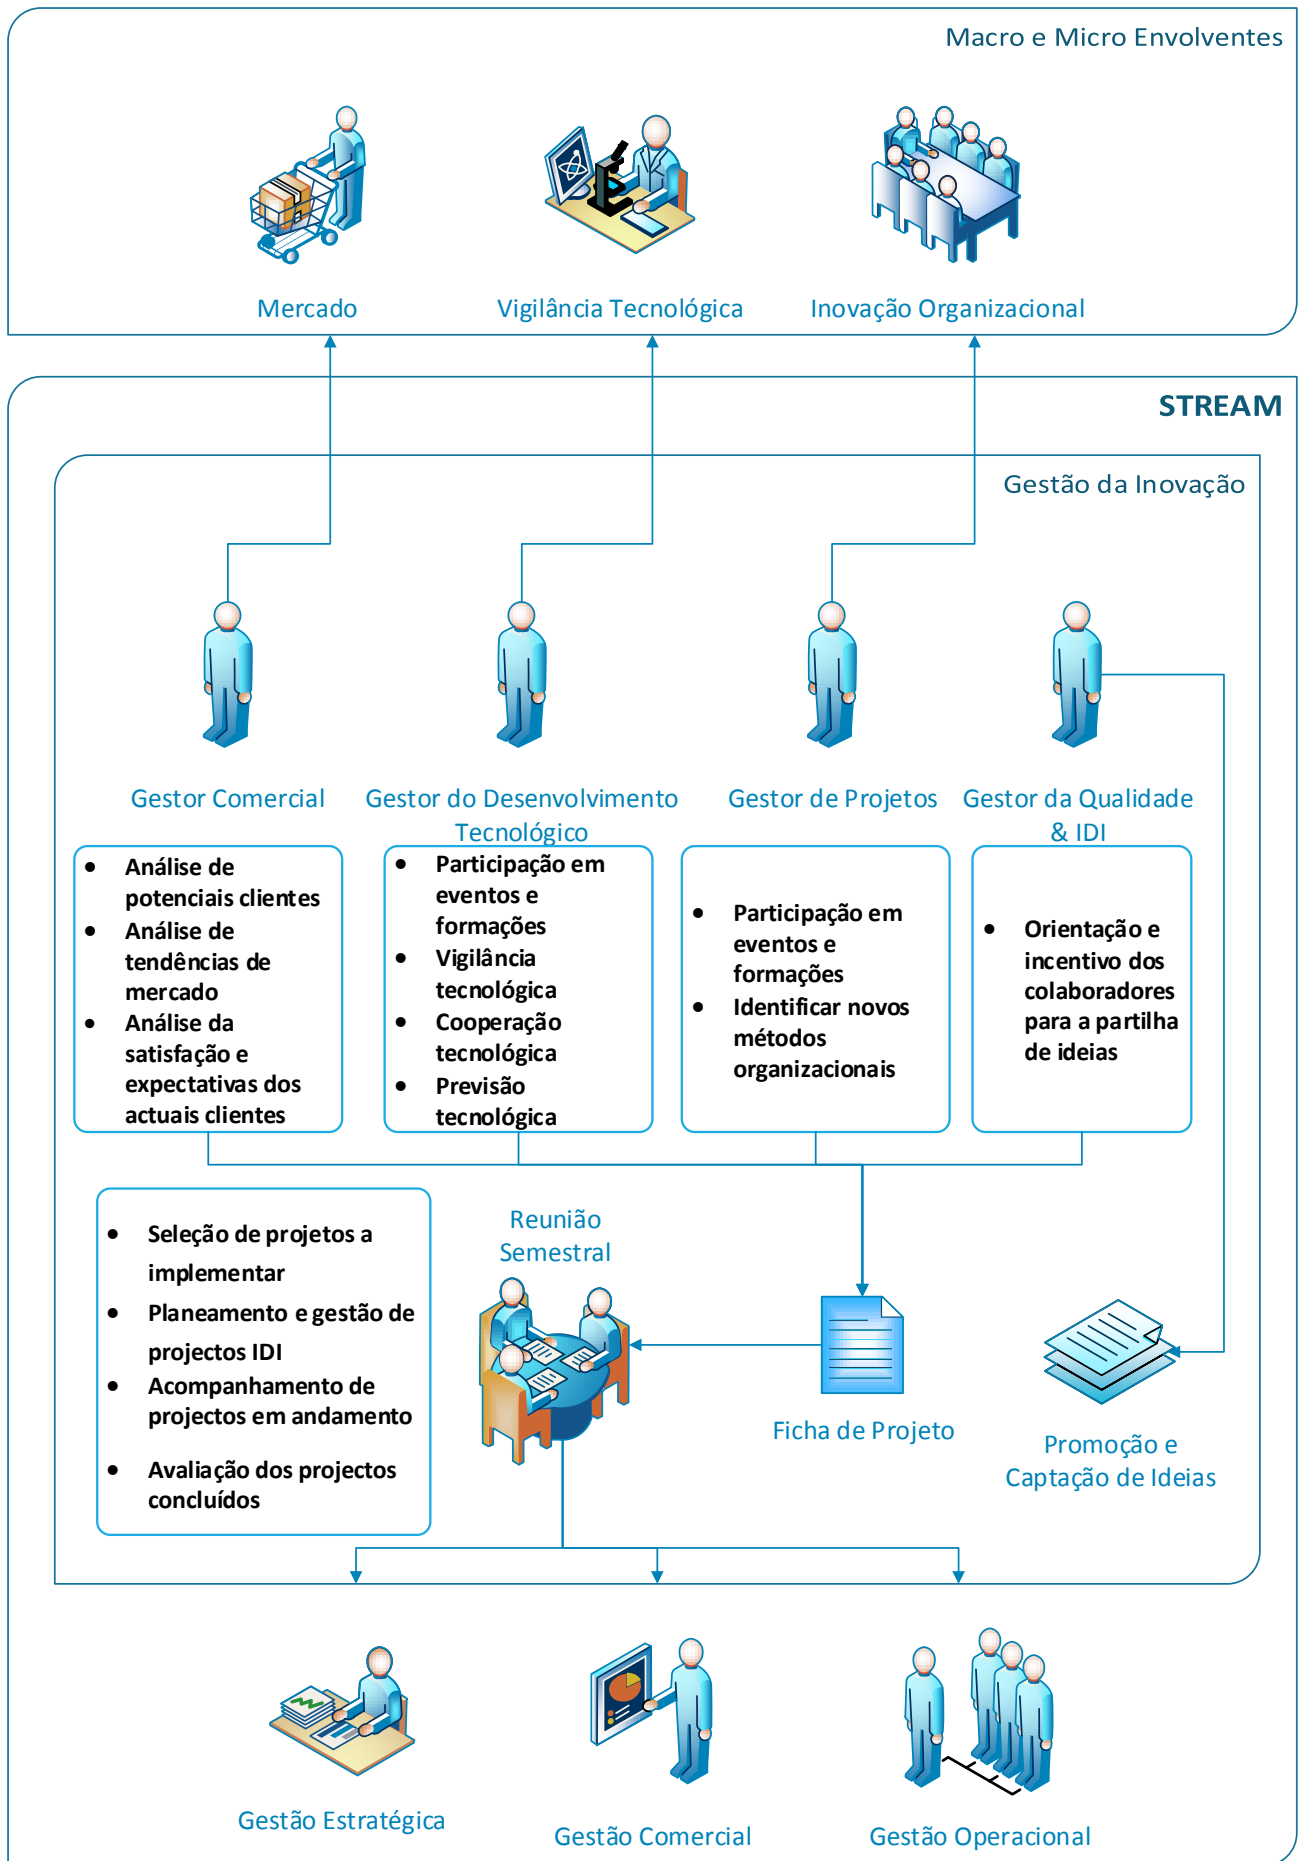 Macro e Micro Envolventes
Mercado
Vigilância Tecnológica
Inovação Organizacional
STREAM
Gestão da Inovação
Gestor Comercial
Gestor do Desenvolvimento
Tecnológico
Gestor de Projetos
Gestor da Qualidade
& IDI
• Análise de
potenciais clientes
• Análise de
tendências de
mercado
• Análise da
satisfação e
expectativas dos
actuais clientes
• Participação em
eventos e
formações
• Vigilância
tecnológica
• Cooperação
tecnológica
• Previsão
tecnológica
• Participação em
eventos e
formações
• Identificar novos
métodos
organizacionais
• Orientação e
incentivo dos
colaboradores
para a partilha
de ideias
• Seleção de projetos a
implementar
• Planeamento e gestão de
projectos IDI
• Acompanhamento de
projectos em andamento
• Avaliação dos projectos
concluídos
Reunião
Semestral
Ficha de Projeto
Promoção e
Captação de Ideias
Gestão Estratégica
Gestão Comercial
Gestão Operacional